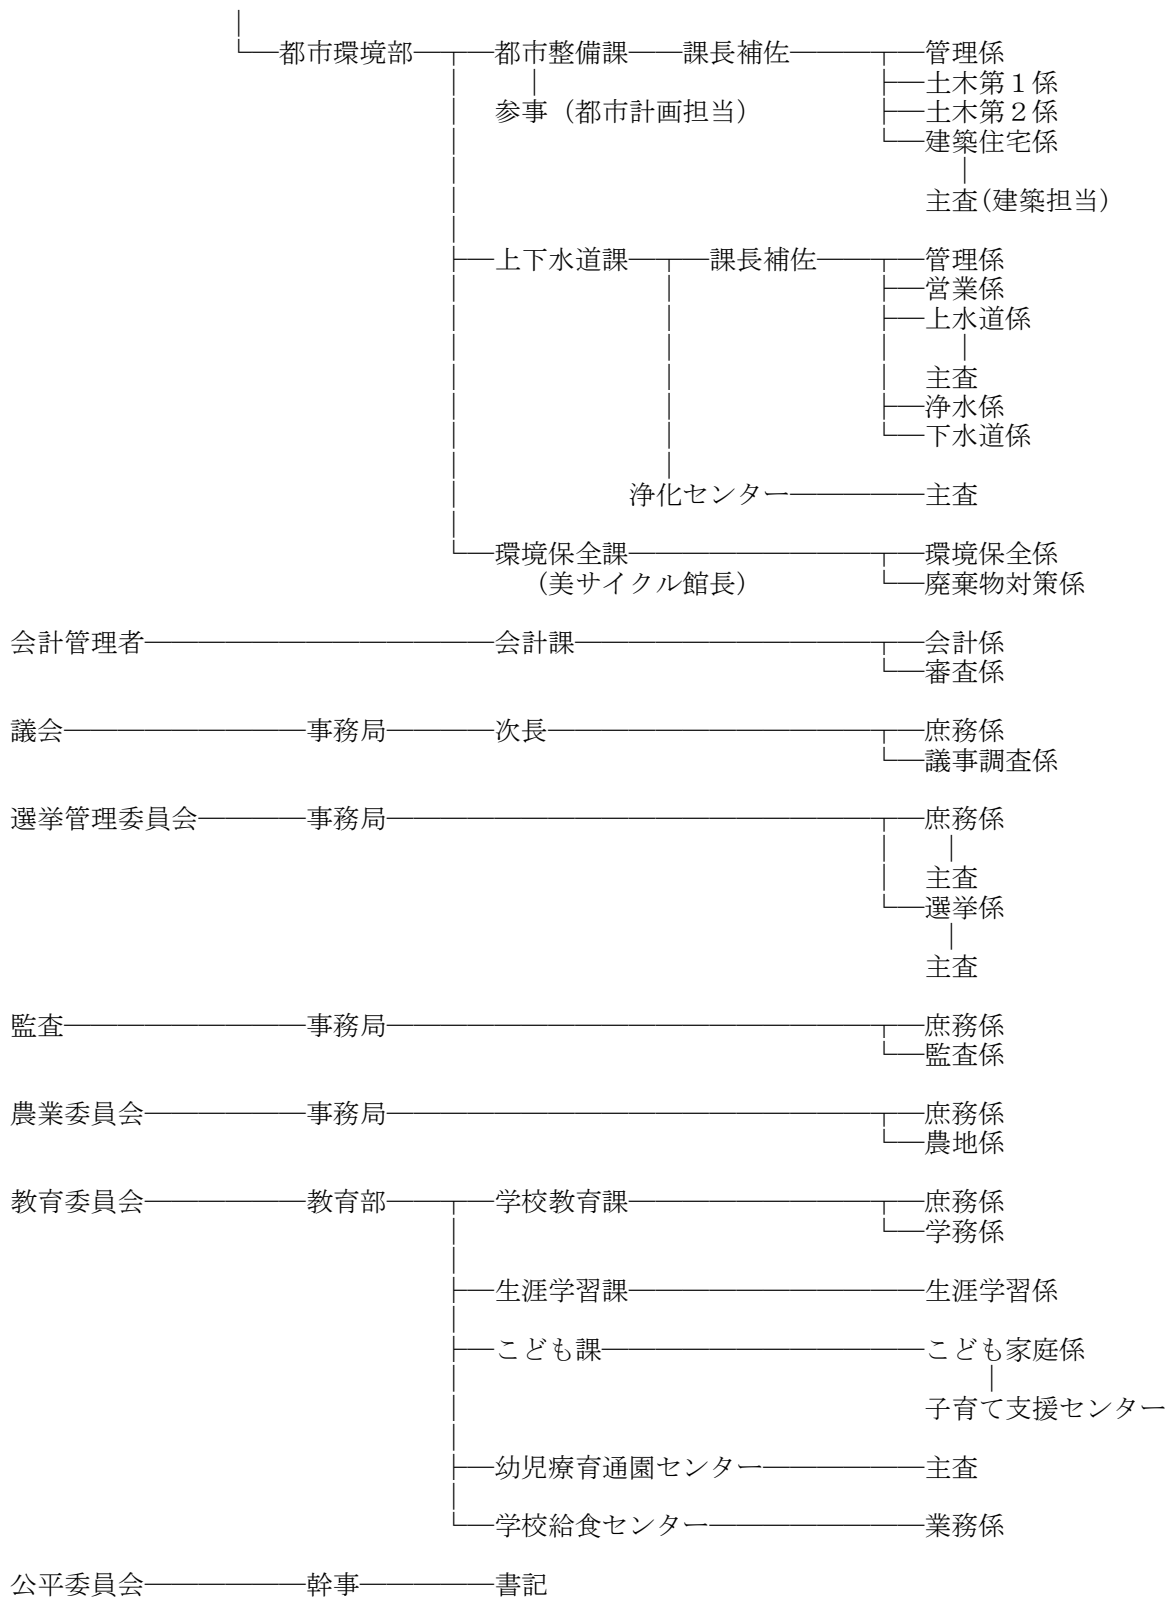 都市環境部 都市整備課 課長補佐 管理係
土木第１係
参事（都市計画担当） 土木第２係
建築住宅係
主査(建築担当)
上下水道課 課長補佐 管理係
営業係
上水道係
主査
浄水係
下水道係
浄化センター 主査
環境保全課 環境保全係
（美サイクル館長） 廃棄物対策係
会計管理者 会計課 会計係
審査係
議会 事務局 次長 庶務係
議事調査係
選挙管理委員会 事務局 庶務係
主査
選挙係
主査
監査 事務局 庶務係
監査係
農業委員会 事務局 庶務係
農地係
教育委員会 教育部 学校教育課 庶務係
学務係
生涯学習課 生涯学習係
こども課 こども家庭係
子育て支援センター
幼児療育通園センター 主査
学校給食センター 業務係
公平委員会 幹事 書記